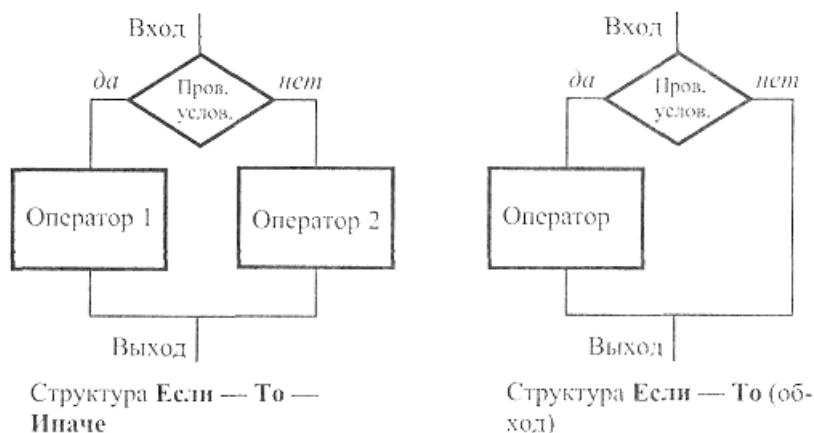 Вход
да
нет
Пров.
услов.
Оператор 1
Оператор 2
Выход
Структура Если — То —
Иначе
Вход
да
нет
Пров.
услов.
Оператор
Выход
Структура Если — То (об-
ход)